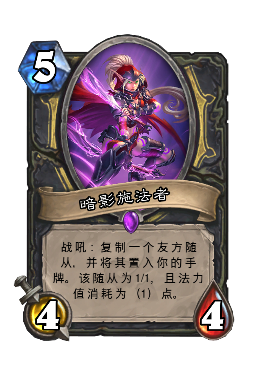 5
暗影施法者
战吼：复制一个友方随
从，并将其置入你的手
牌。该随从为1/1，且法力
值消耗为（1）点。
4
4